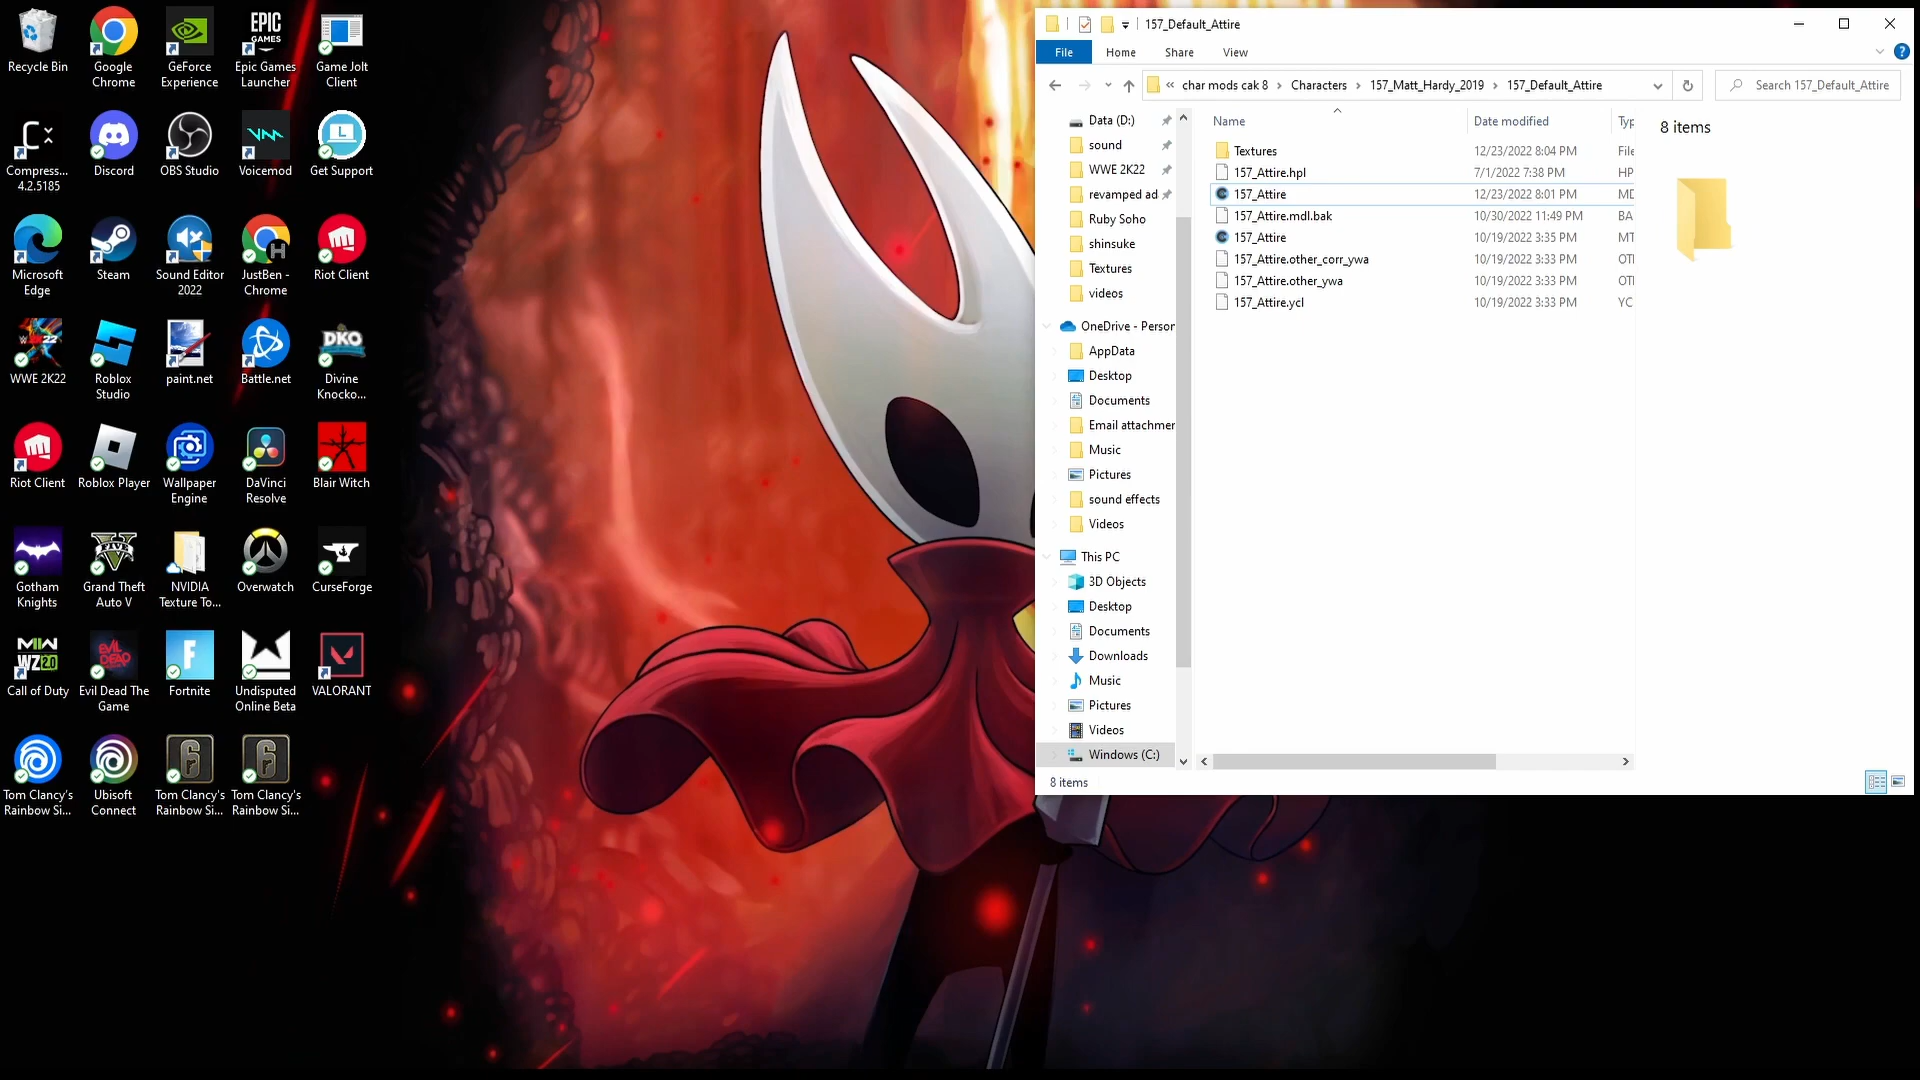 Recycle Bin
Google
Chrome
GeForce
Experience
EPIC
GAMES
Epic Games
Launcher
Game Jolt
Client
Compress...
4.2.5185
Discord
OBS Studio
Voicemod
Get Support
Microsoft
Edge
Steam
Sound Editor
2022
JustBen -
Chrome
Riot Client
WWE 2K22
Roblox
Studio
paint.net
Battle.net
DKO
Divine
Knocko...
Riot Client
Roblox Player
Wallpaper
Engine
DaVinci
Resolve
Blair Witch
Gotham
Knights
Grand Theft
Auto V
NVIDIA
Texture To...
Overwatch
CurseForge
MW
WZ 2.0
Call of Duty
EVIL
DEAD
Evil Dead The
Game
Fortnite
Undisputed
Online Beta
VALORANT
Tom Clancy's
Rainbow Si...
Ubisoft
Connect
Tom Clancy's
Rainbow Si...
Tom Clancy's
Rainbow Si...
157_Default_Attire
File Home Share View
« char mods cak 8 › Characters › 157_Matt_Hardy_2019 › 157_Default_Attire
Search 157_Default_Attire
Data (D:)
sound
WWE 2K22
revamped ad
Ruby Soho
shinsuke
Textures
videos
OneDrive - Person
AppData
Desktop
Documents
Email attachmen
Music
Pictures
sound effects
Videos
This PC
3D Objects
Desktop
Documents
Downloads
Music
Pictures
Videos
Windows (C:)
Name Date modified Typ
Textures 12/23/2022 8:04 PM File
157_Attire.hpl 7/1/2022 7:38 PM HP
157_Attire 12/23/2022 8:01 PM MD
157_Attire.mdl.bak 10/30/2022 11:49 PM BA
157_Attire 10/19/2022 3:35 PM MT
157_Attire.other_corr_ywa 10/19/2022 3:33 PM OT
157_Attire.other_ywa 10/19/2022 3:33 PM OT
157_Attire.ycl 10/19/2022 3:33 PM YC
8 items
8 items